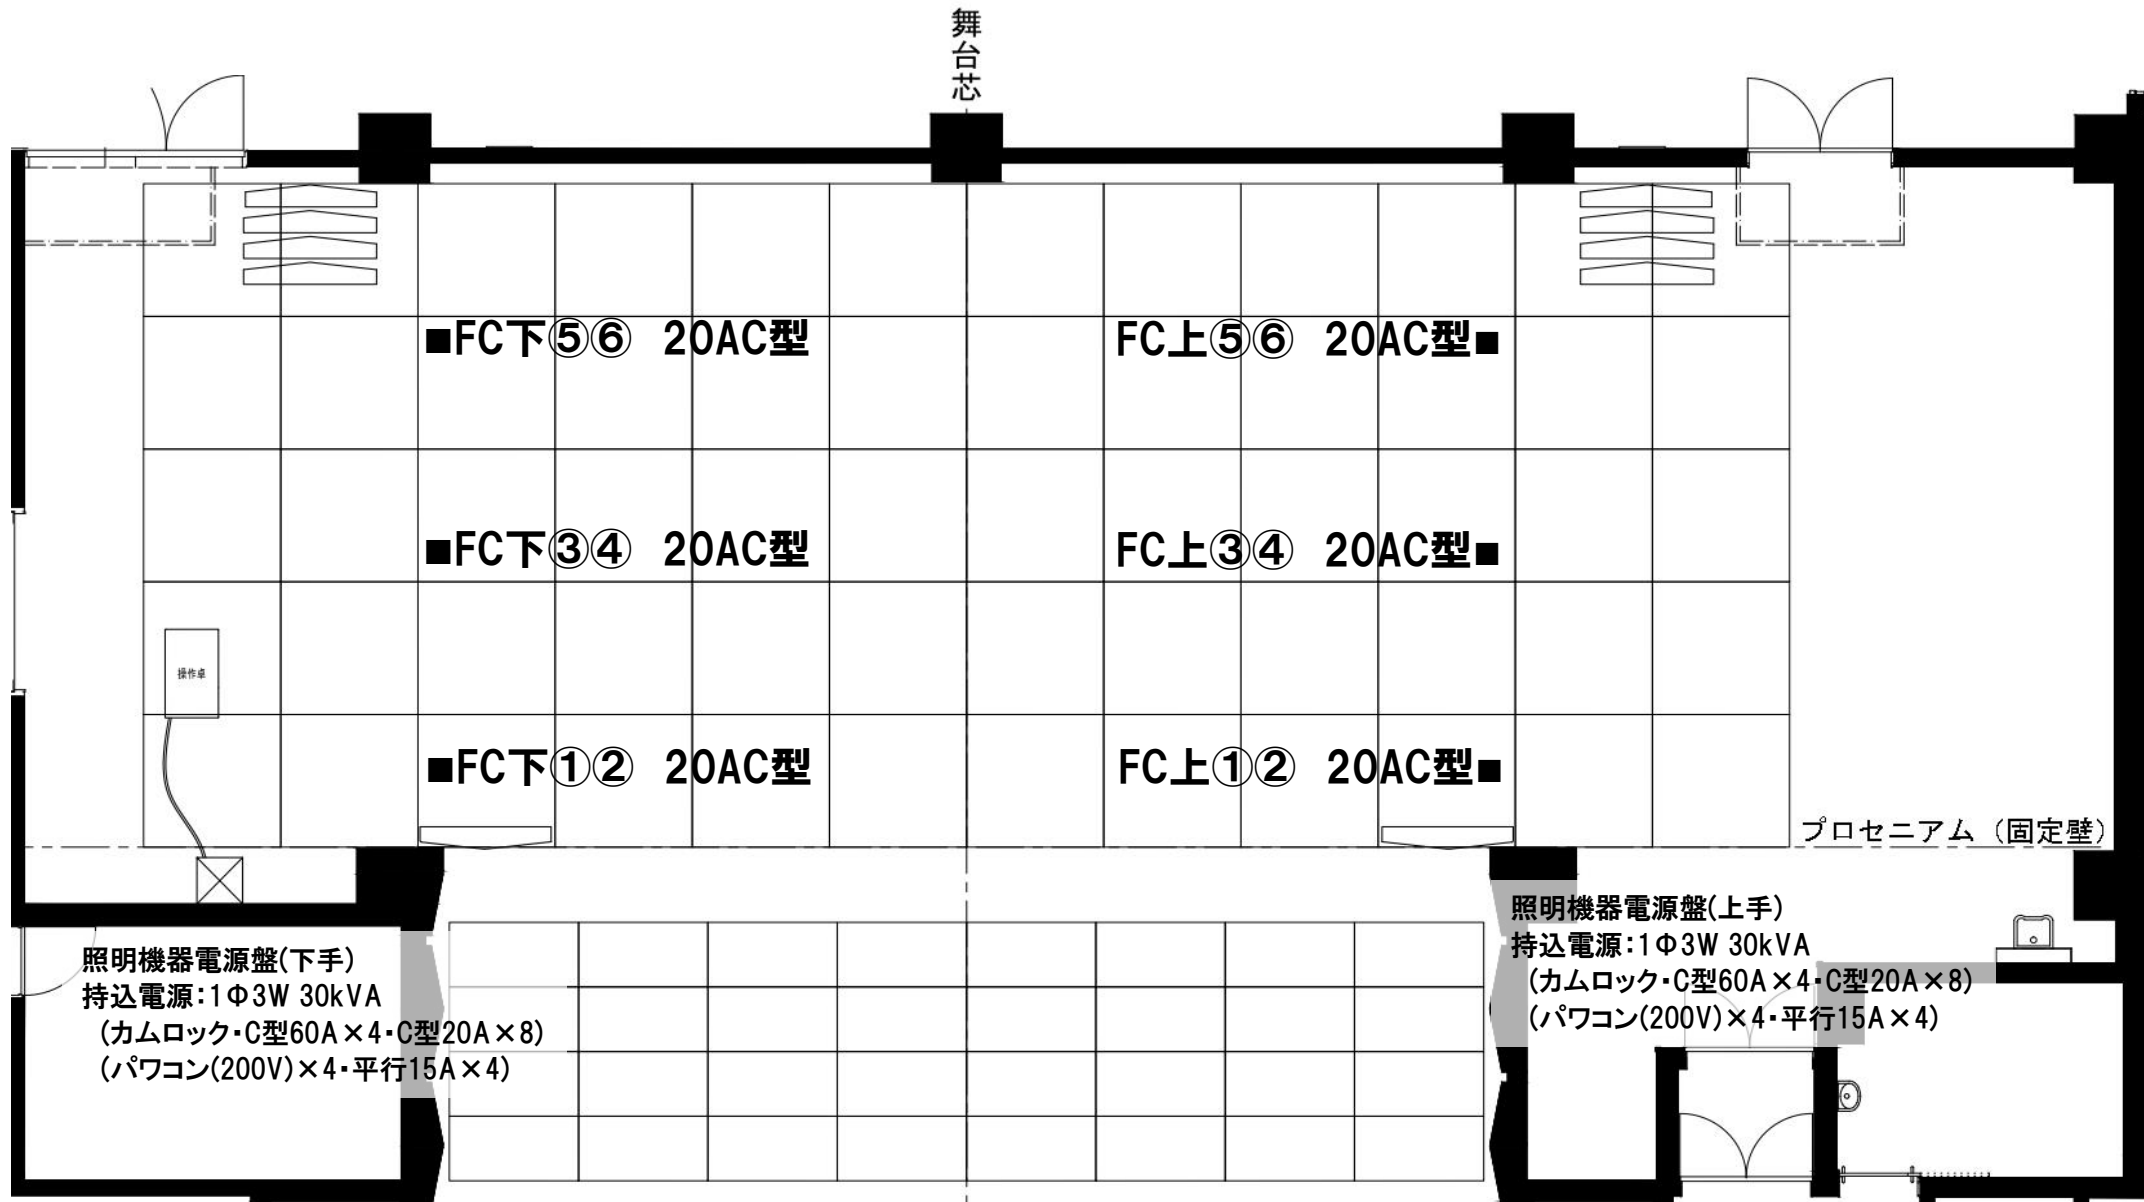 舞台芯
■FC下⑤⑥ 20AC型
FC上⑤⑥ 20AC型■
■FC下③④ 20AC型
FC上③④ 20AC型■
操作卓
■FC下①② 20AC型
FC上①② 20AC型■
プロセニアム（固定壁）
照明機器電源盤(下手)
持込電源：1Φ3W 30kVA
(カムロック・C型60A×4・C型20A×8)
(パワコン(200V)×4・平行15A×4)
照明機器電源盤(上手)
持込電源：1Φ3W 30kVA
(カムロック・C型60A×4・C型20A×8)
(パワコン(200V)×4・平行15A×4)